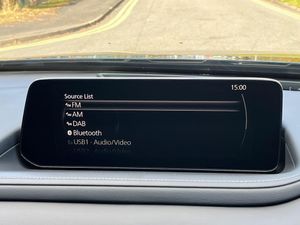 15:00
Source List
FM
AM
DAB
Bluetooth
USB1 - Audio/Video